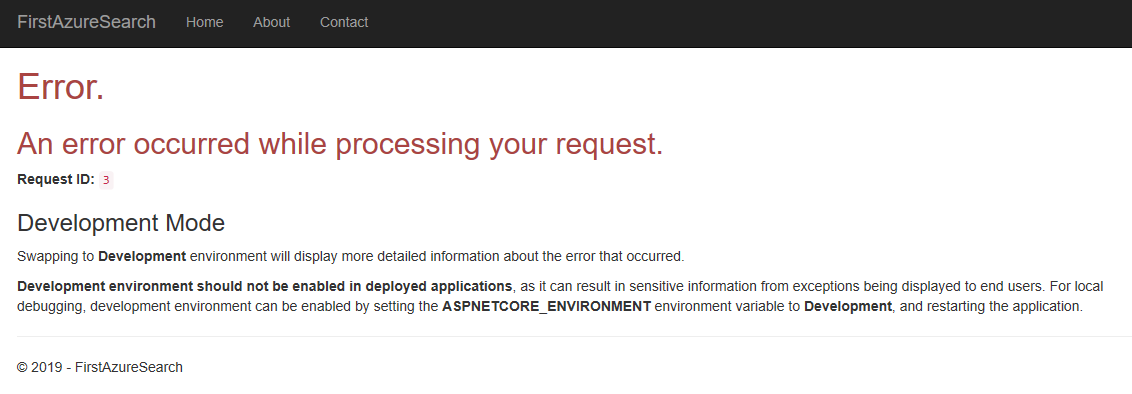 FirstAzureSearch Home About Contact
Error.
An error occurred while processing your request.
Request ID: 3
Development Mode
Swapping to Development environment will display more detailed information about the error that occurred.
Development environment should not be enabled in deployed applications, as it can result in sensitive information from exceptions being displayed to end users. For local
debugging, development environment can be enabled by setting the ASPNETCORE_ENVIRONMENT environment variable to Development, and restarting the application.
© 2019 - FirstAzureSearch